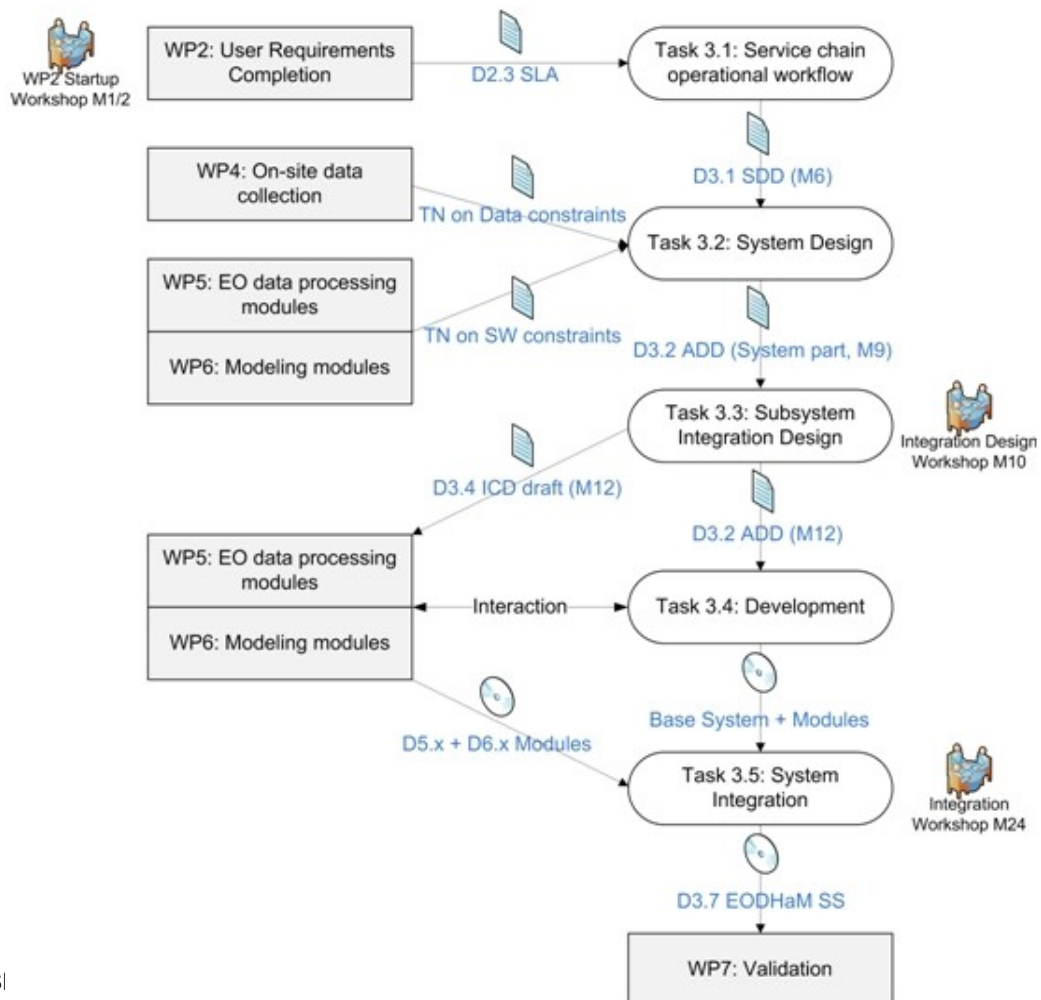 WP2 Startup
Workshop M1/2
WP2: User Requirements
Completion
D2.3 SLA
Task 3.1: Service chain
operational workflow
D3.1 SDD (M6)
WP4: On-site data
collection
TN on Data constraints
Task 3.2: System Design
WP5: EO data processing
modules
WP6: Modeling modules
TN on SW constraints
D3.2 ADD (System part, M9)
Task 3.3: Subsystem
Integration Design
Integration Design
Workshop M10
D3.4 ICD draft (M12)
D3.2 ADD (M12)
WP5: EO data processing
modules
WP6: Modeling modules
Interaction
Task 3.4: Development
Base System + Modules
D5.x + D6.x Modules
Task 3.5: System
Integration
Integration
Workshop M24
D3.7 EODHaM SS
WP7: Validation